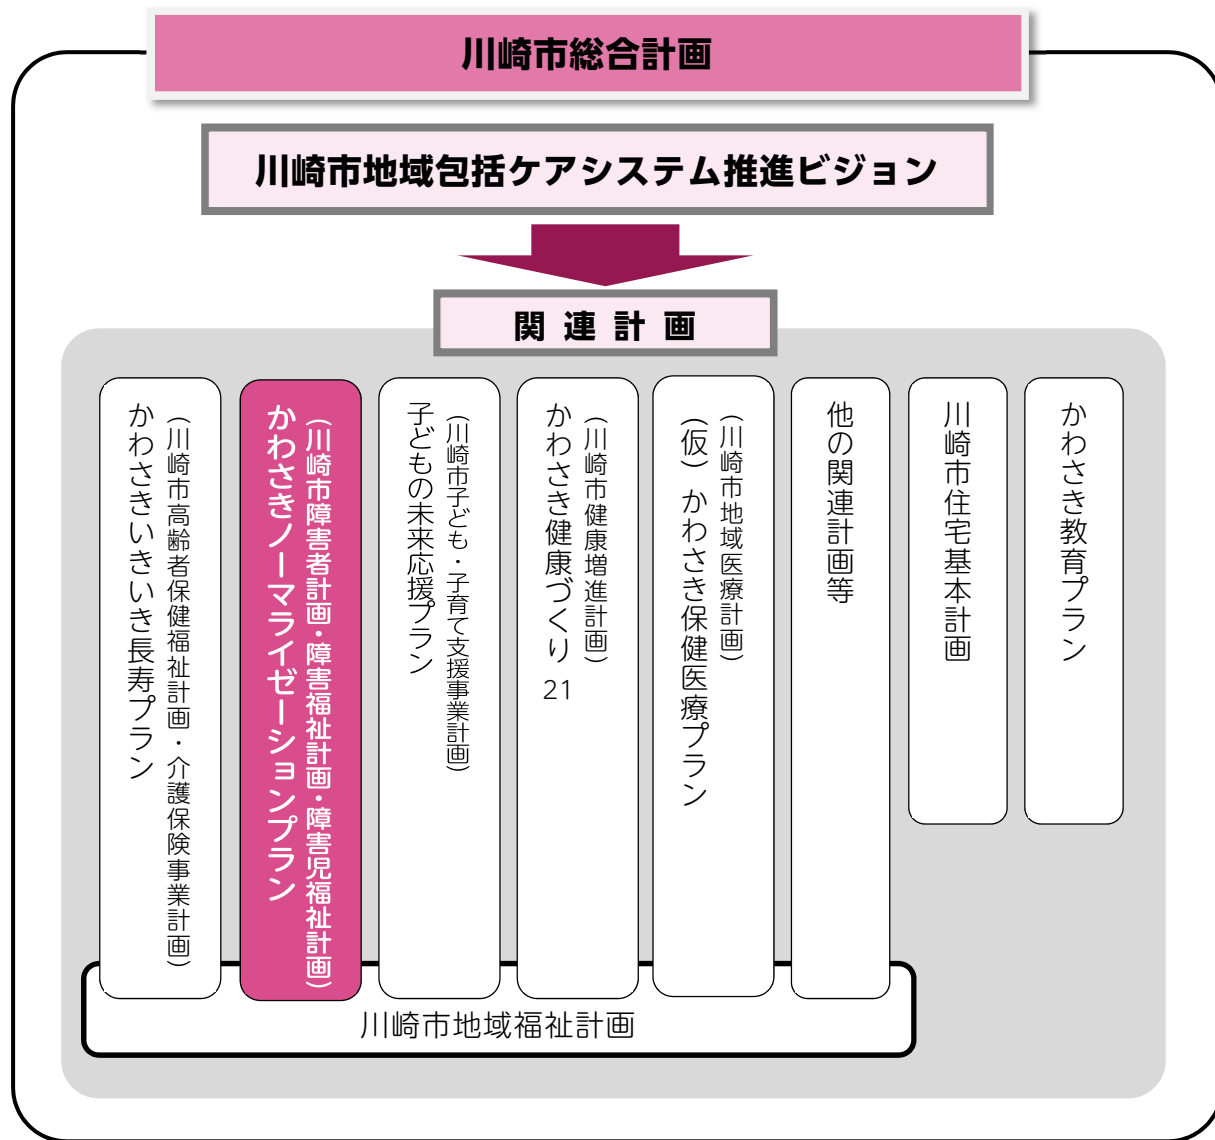 川崎市総合計画
川崎市地域包括ケアシステム推進ビジョン
関連計画
かわさきいきいき長寿プラン
（川崎市高齢者保健福祉計画・介護保険事業計画）
かわさきノーマライゼーションプラン
（川崎市障害者計画・障害福祉計画・障害児福祉計画）
子どもの未来応援プラン
（川崎市子ども・子育て支援事業計画）
かわさき健康づくり21
（川崎市健康増進計画）
（仮）かわさき保健医療プラン
（川崎市地域医療計画）
他の関連計画等
川崎市住宅基本計画
かわさき教育プラン
川崎市地域福祉計画